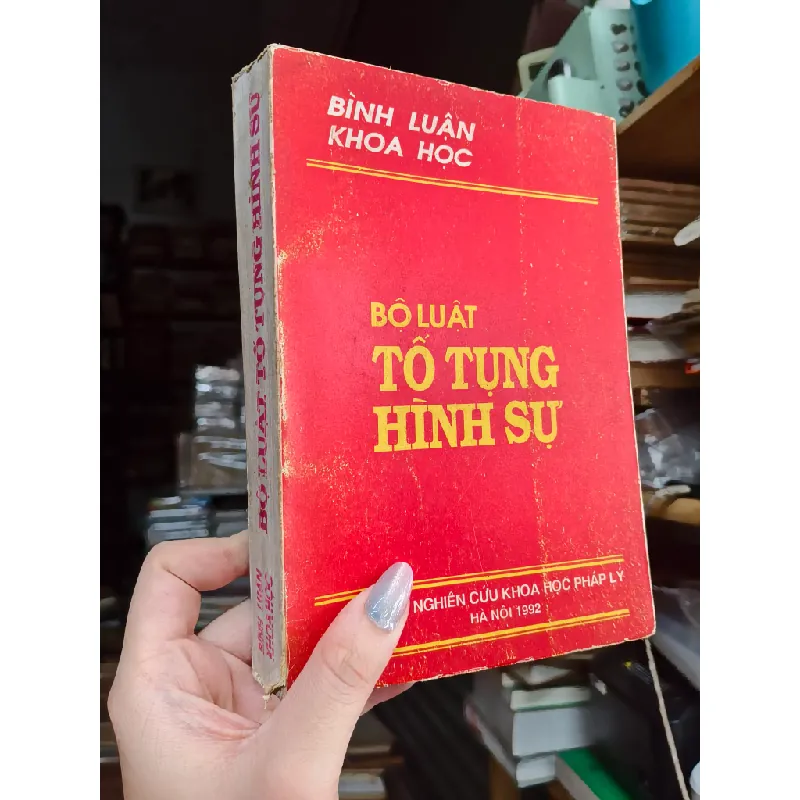 BÌNH LUẬN
KHOA HỌC
BỘ LUẬT
TỐ TỤNG
HÌNH SỰ
NGHIÊN CỨU KHOA HỌC PHÁP LÝ
HÀ NỘI 1992
BỘ LUẬT TỐ TỤNG HÌNH SỰ